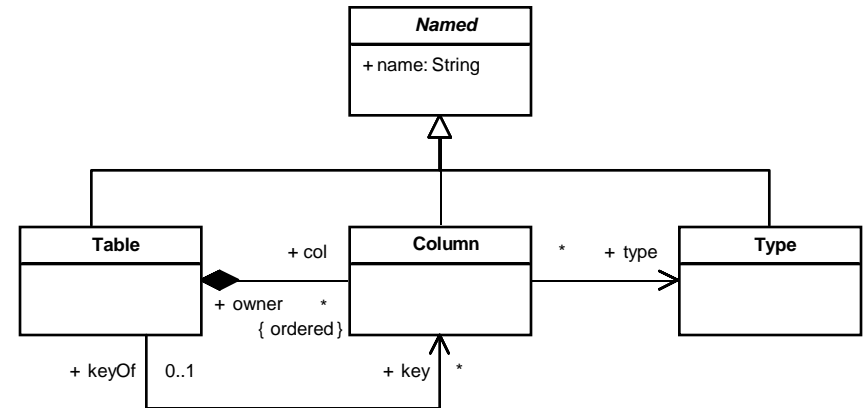 Named
+ name: String
Table
+ col
Column
*
+ type
Type
+ owner
*
{ ordered }
+ keyOf
0..1
+ key
*